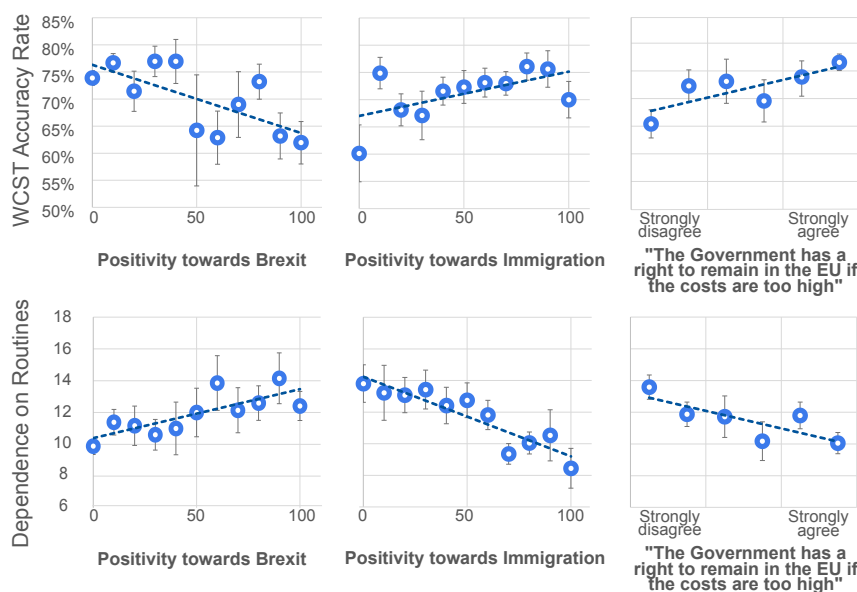 WCST Accuracy Rate
85%
80%
75%
70%
65%
60%
55%
50%
0
50
100
Positivity towards Brexit
0
50
100
Positivity towards Immigration
Strongly
disagree
Strongly
agree
"The Government has a
right to remain in the EU if
the costs are too high"
Dependence on Routines
18
16
14
12
10
8
6
0
50
100
Positivity towards Brexit
0
50
100
Positivity towards Immigration
Strongly
disagree
Strongly
agree
"The Government has a
right to remain in the EU if
the costs are too high"